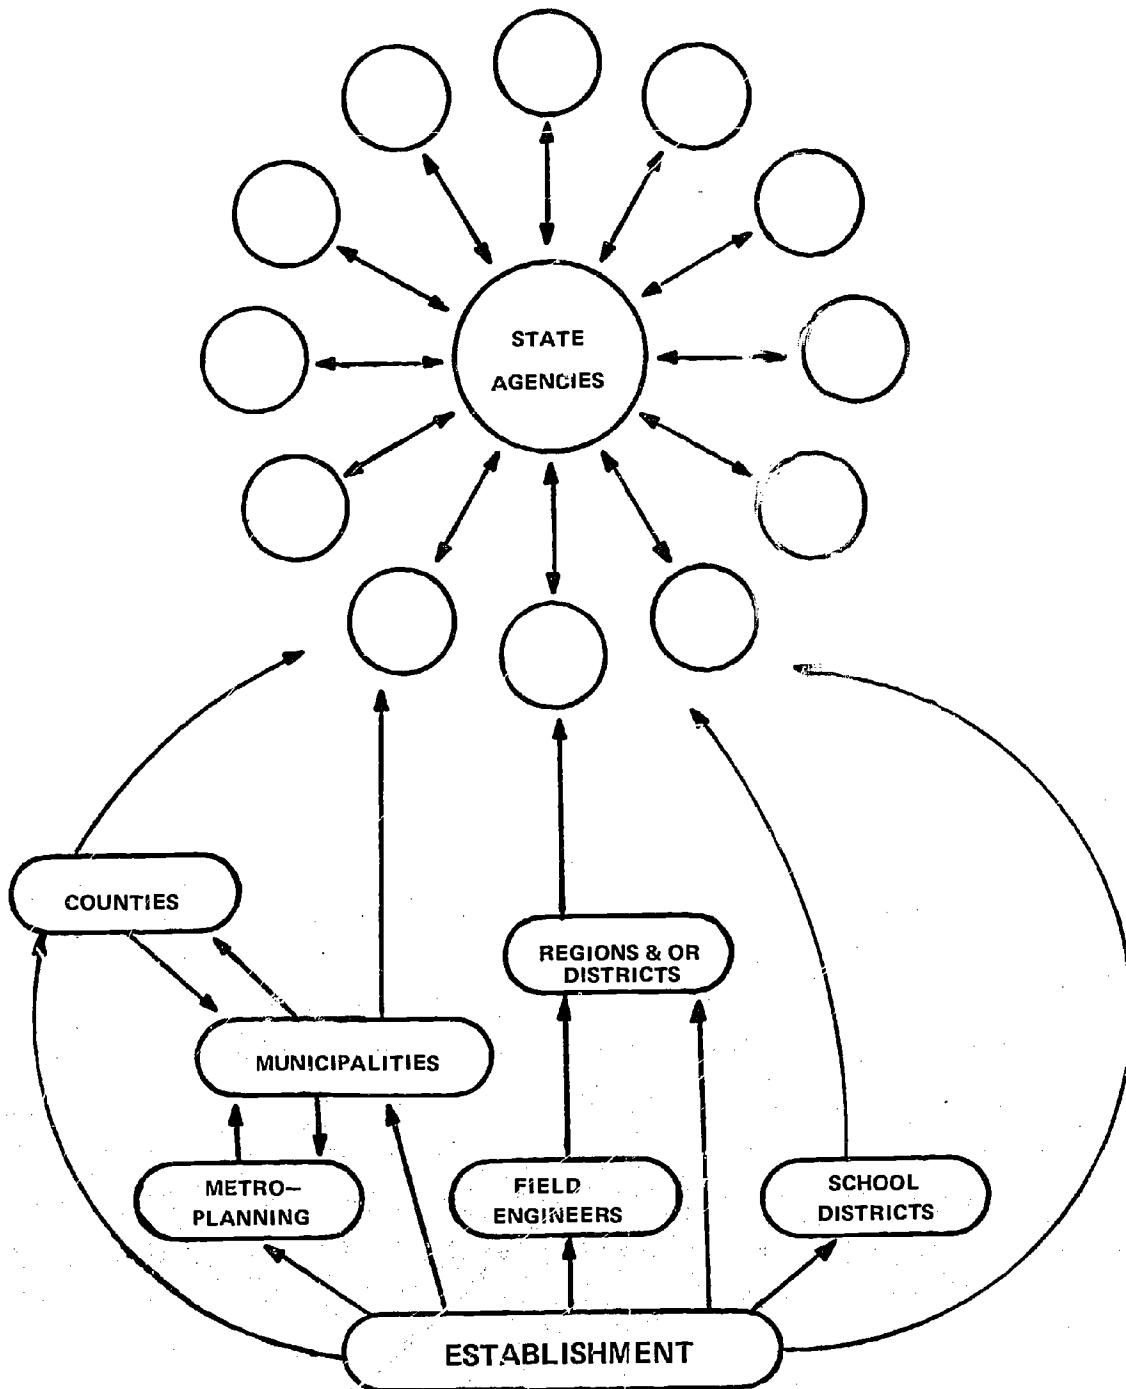 STATE
AGENCIES
COUNTIES
REGIONS & OR
DISTRICTS
MUNICIPALITIES
METRO–
PLANNING
FIELD
ENGINEERS
SCHOOL
DISTRICTS
ESTABLISHMENT